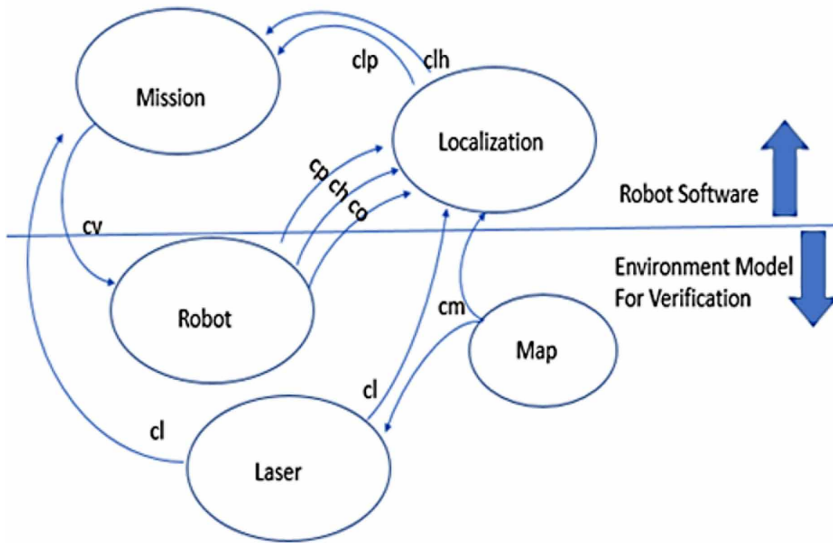 clp
clh
Mission
Localization
cp ch co
Robot Software
cv
Environment Model
For Verification
Robot
cm
Map
cl
cl
Laser